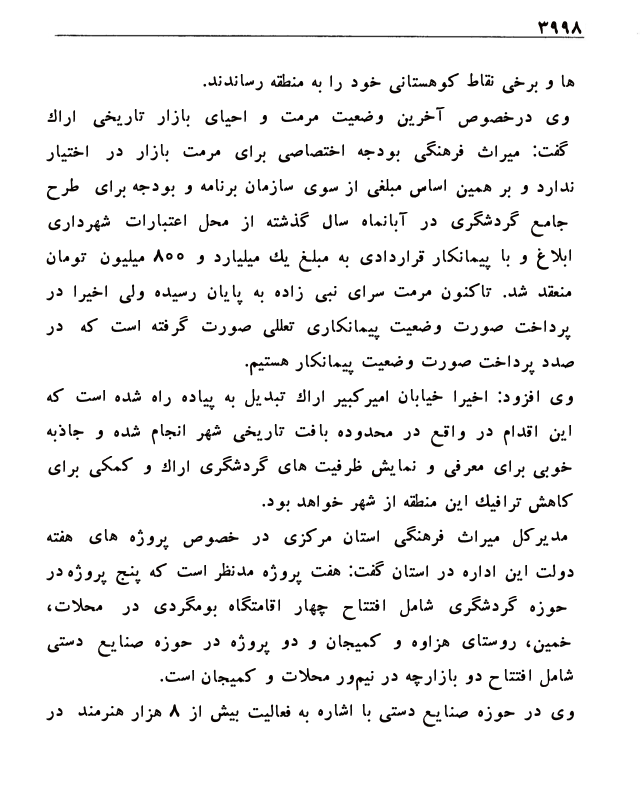 ۳۹۹۸
ها و برخی نقاط کوهستانی خود را به منطقه رساندند.
وی درخصوص آخرین وضعیت مرمت و احیای بازار تاریخی اراك
گفت: میراث فرهنگی بودجه اختصاصی برای مرمت بازار در اختیار
ندارد و بر همین اساس مبلغی از سوی سازمان برنامه و بودجه برای طرح
جامع گردشگری در آبانماه سال گذشته از محل اعتبارات شهرداری
ابلاغ و با پیمانکار قراردادی به مبلغ یك میلیارد و ۸۰۰ میلیون تومان
منعقد شد. تاکنون مرمت سرای نبی زاده به پایان رسیده ولی اخیرا در
پرداخت صورت وضعیت پیمانکاری تعللی صورت گرفته است که در
صدد پرداخت صورت وضعیت پیمانکار هستیم.
وی افزود: اخیرا خیابان امیرکبیر اراك تبدیل به پیاده راه شده است که
این اقدام در واقع در محدوده بافت تاریخی شهر انجام شده و جاذبه
خوبی برای معرفی و نمایش ظرفیت های گردشگری اراك و کمکی برای
کاهش ترافیك این منطقه از شهر خواهد بود.
مدیرکل میراث فرهنگی استان مرکزی در خصوص پروژه های هفته
دولت این اداره در استان گفت: هفت پروژه مدنظر است که پنج پروژه در
حوزه گردشگری شامل افتتاح چهار اقامتگاه بومگردی در محلات،
خمین، روستای هزاوه و کمیجان و دو پروژه در حوزه صنایع دستی
شامل افتتاح دو بازارچه در نیم‌ور محلات و کمیجان است.
وی در حوزه صنایع دستی با اشاره به فعالیت بیش از ۸ هزار هنرمند در